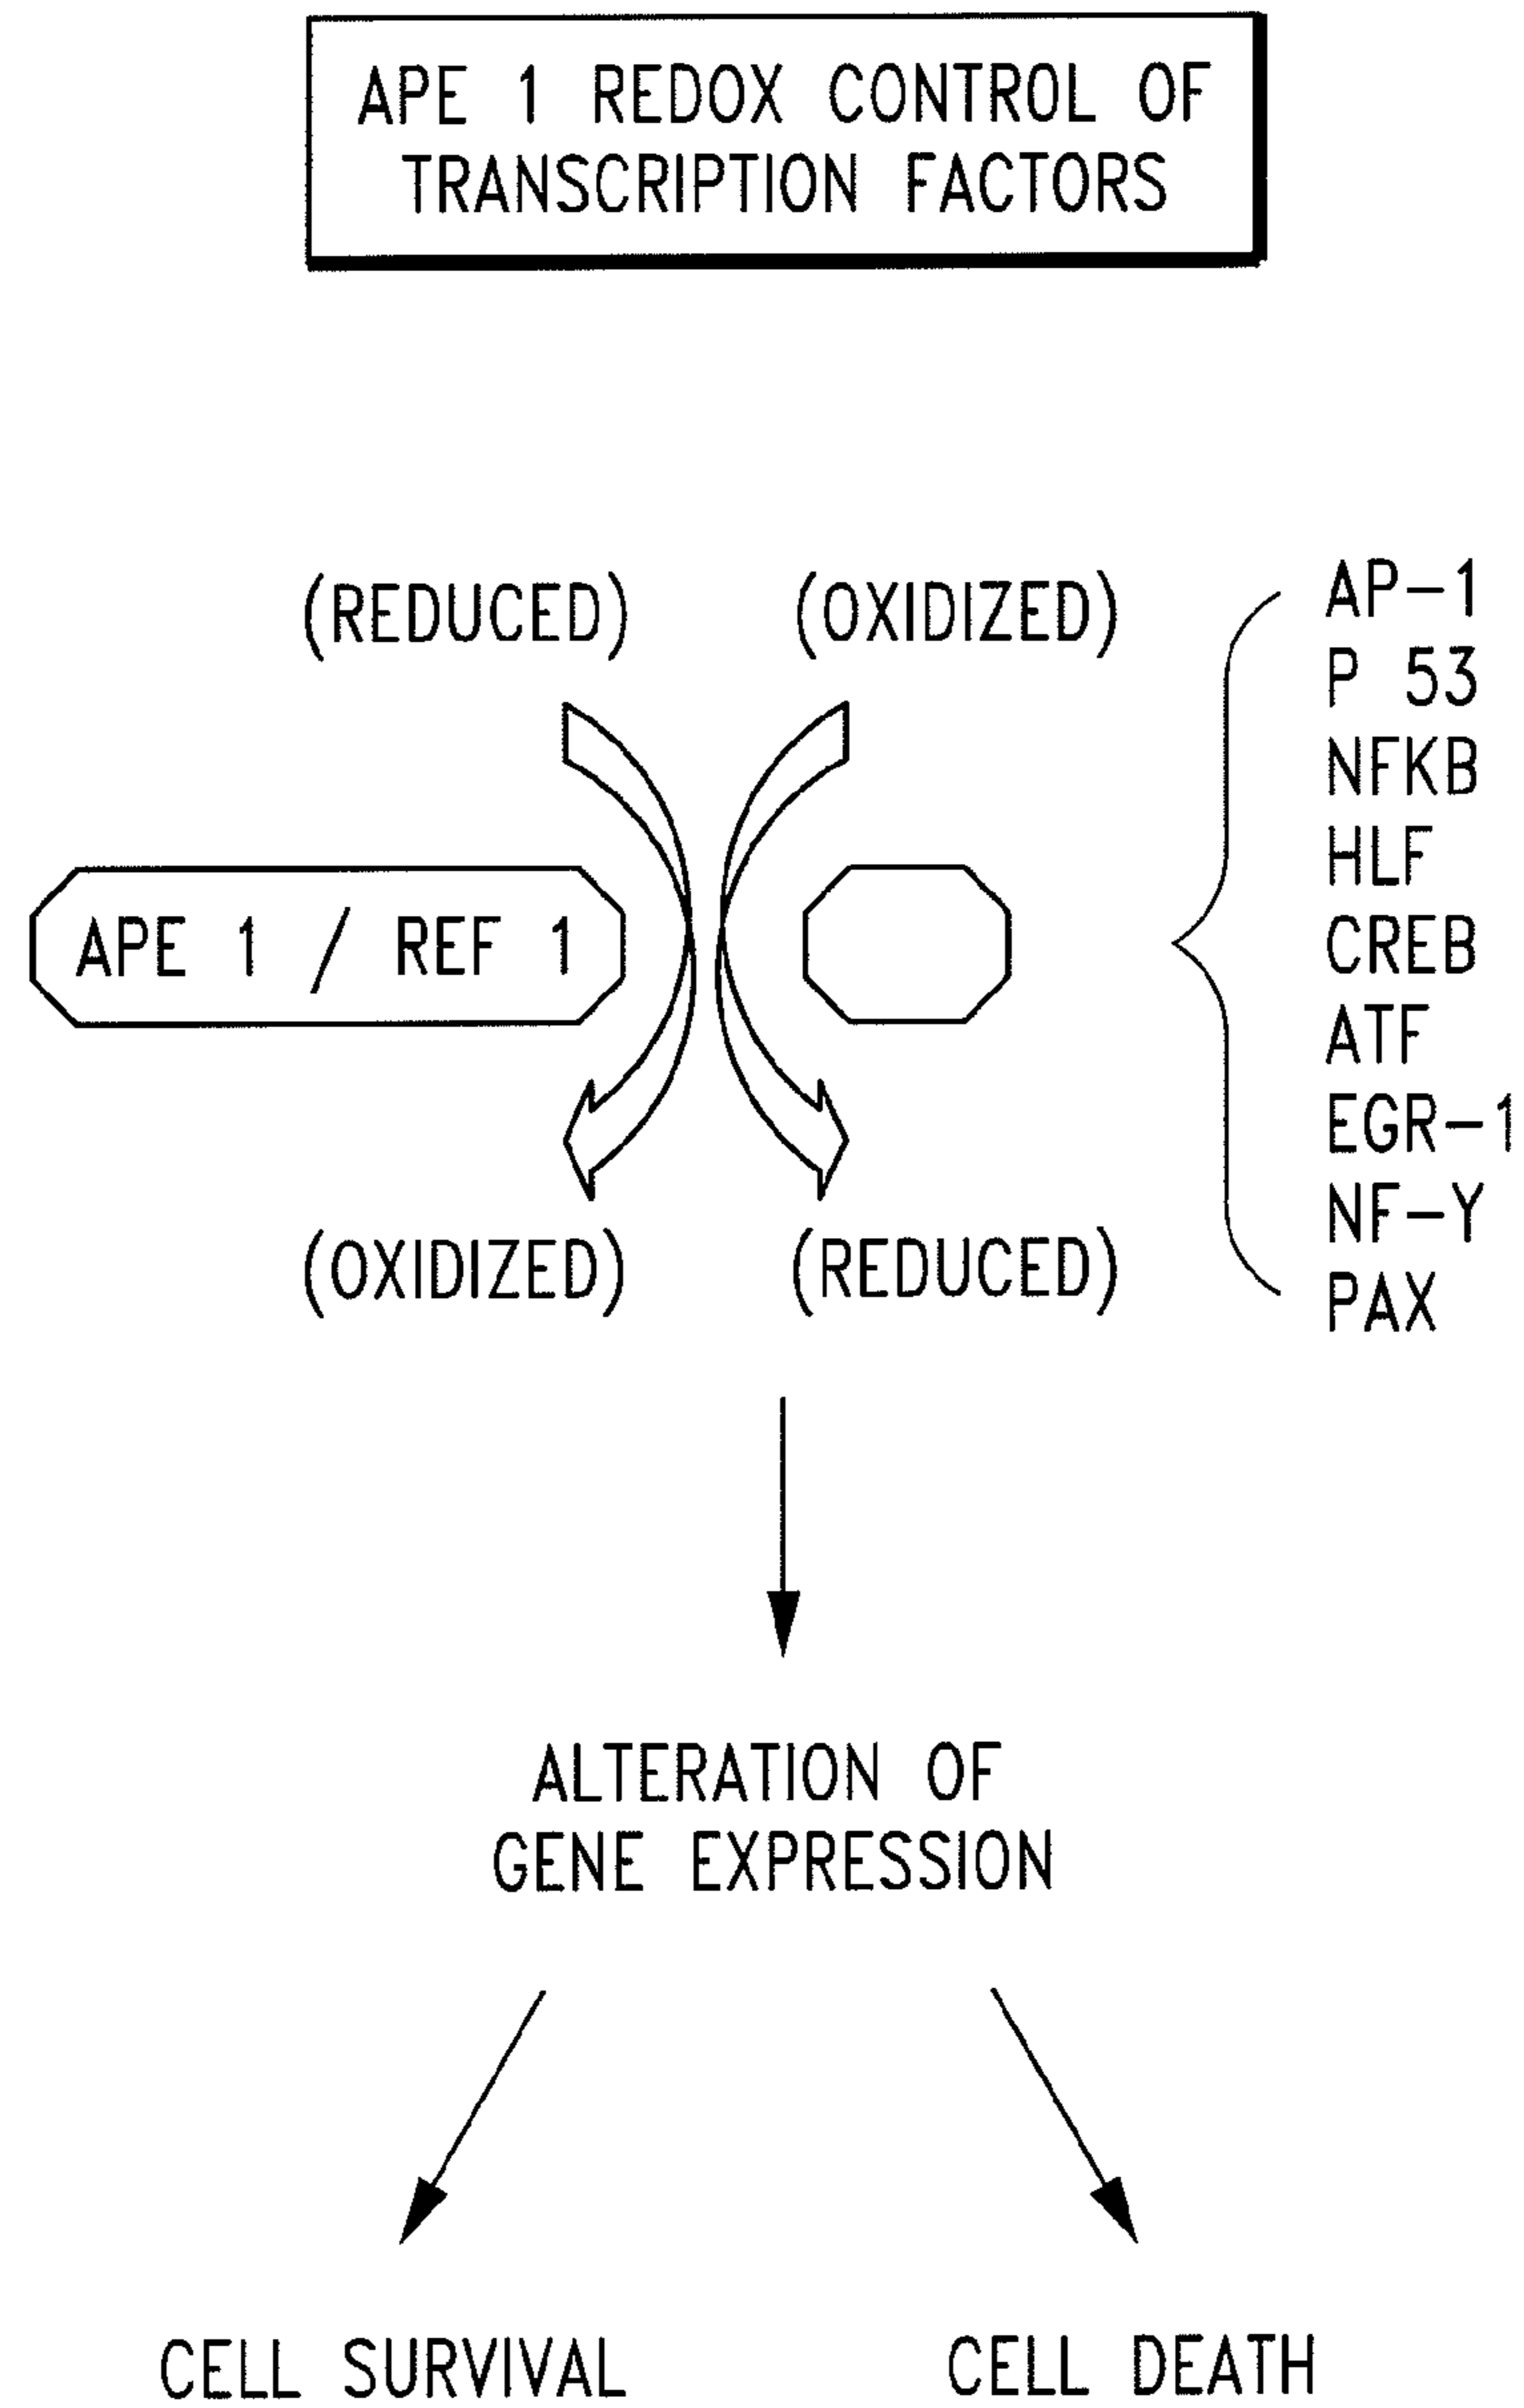 APE 1 REDOX CONTROL OF
TRANSCRIPTION FACTORS
(REDUCED) (OXIDIZED)
APE 1 / REF 1
(OXIDIZED) (REDUCED)
AP-1
P 53
NFKB
HLF
CREB
ATF
EGR-1
NF-Y
PAX
ALTERATION OF
GENE EXPRESSION
CELL SURVIVAL CELL DEATH